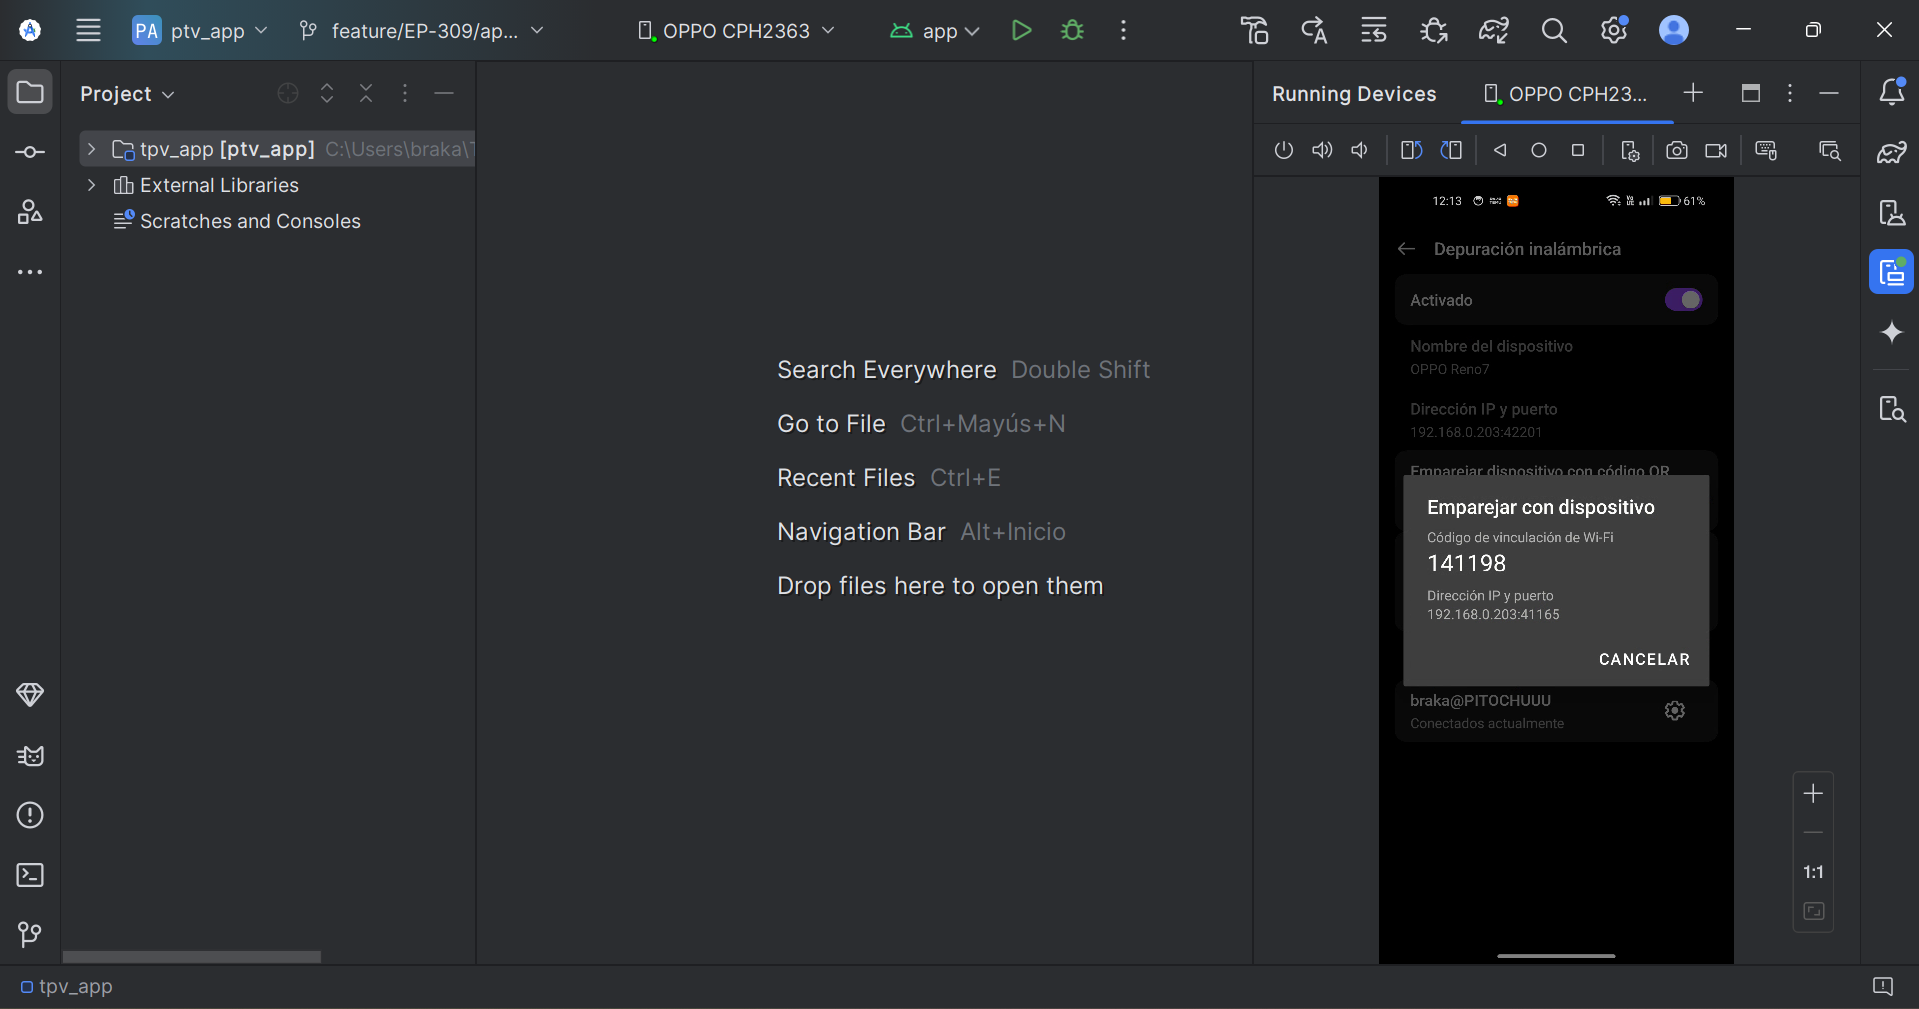 PA ptv_app feature/EP-309/ap... OPPO CPH2363 app
Project
tpv_app [ptv_app] C:\Users\braka\
External Libraries
Scratches and Consoles
Search Everywhere Double Shift
Go to File Ctrl+Mayús+N
Recent Files Ctrl+E
Navigation Bar Alt+Inicio
Drop files here to open them
Running Devices OPPO CPH23...
12:13 61%
Depuración inalámbrica
Activado
Nombre del dispositivo
OPPO Reno7
Dirección IP y puerto
192.168.0.203:42201
Emparejar dispositivo con código QR
Emparejar con dispositivo
Código de vinculación de Wi-Fi
141198
Dirección IP y puerto
192.168.0.203:41165
CANCELAR
braka@PITOCHUUU
Conectados actualmente
1:1
tpv_app